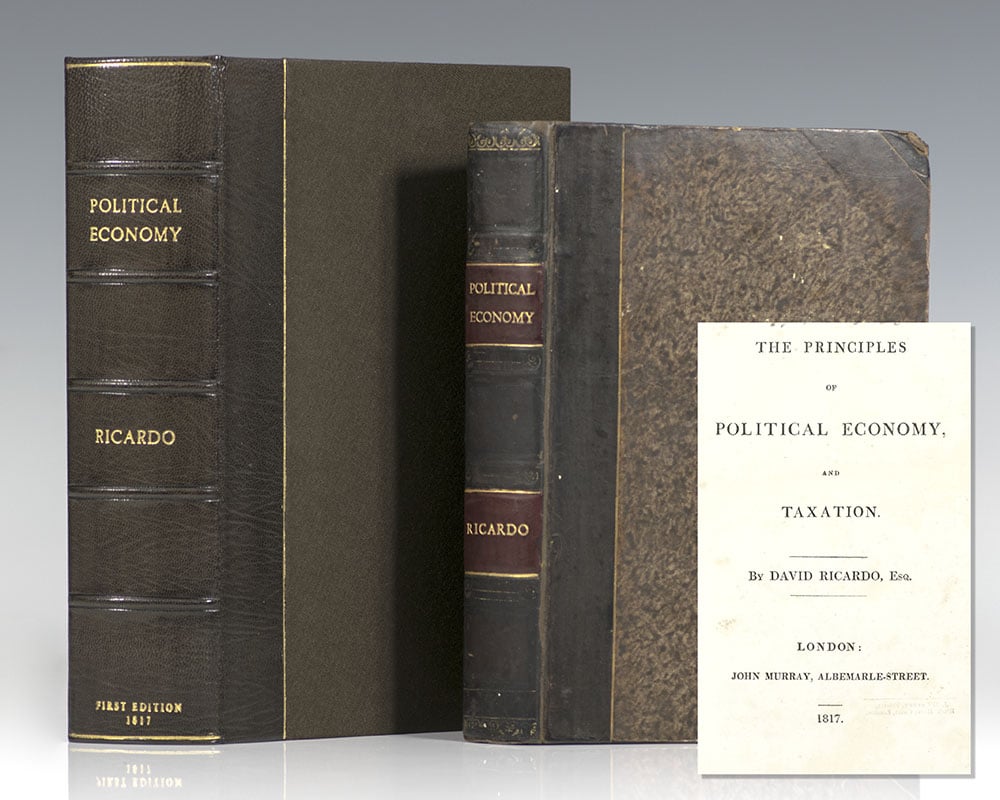 POLITICAL
ECONOMY
RICARDO
FIRST EDITION
1817
POLITICAL
ECONOMY
RICARDO
THE PRINCIPLES
OF
POLITICAL ECONOMY,
AND
TAXATION.
By DAVID RICARDO, Esq.
LONDON:
JOHN MURRAY, ALBEMARLE-STREET.
1817.